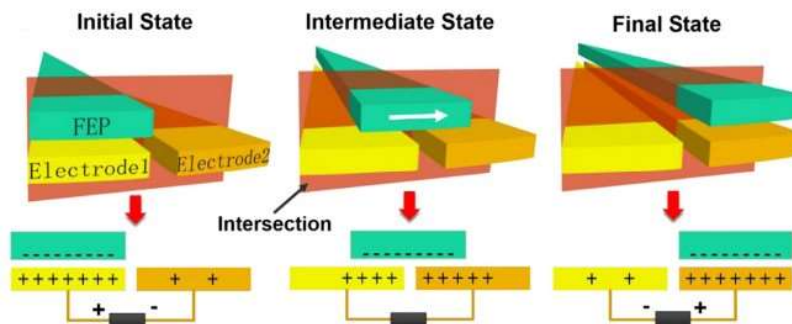 Initial State
Intermediate State
Final State
FEP
Electrode1
Electrode2
Intersection
- - - - - - - - -
- - - - - - - - -
- - - - - - - - -
+++++++ + +
++++ +++++
+ + +++++++
+ -
- +